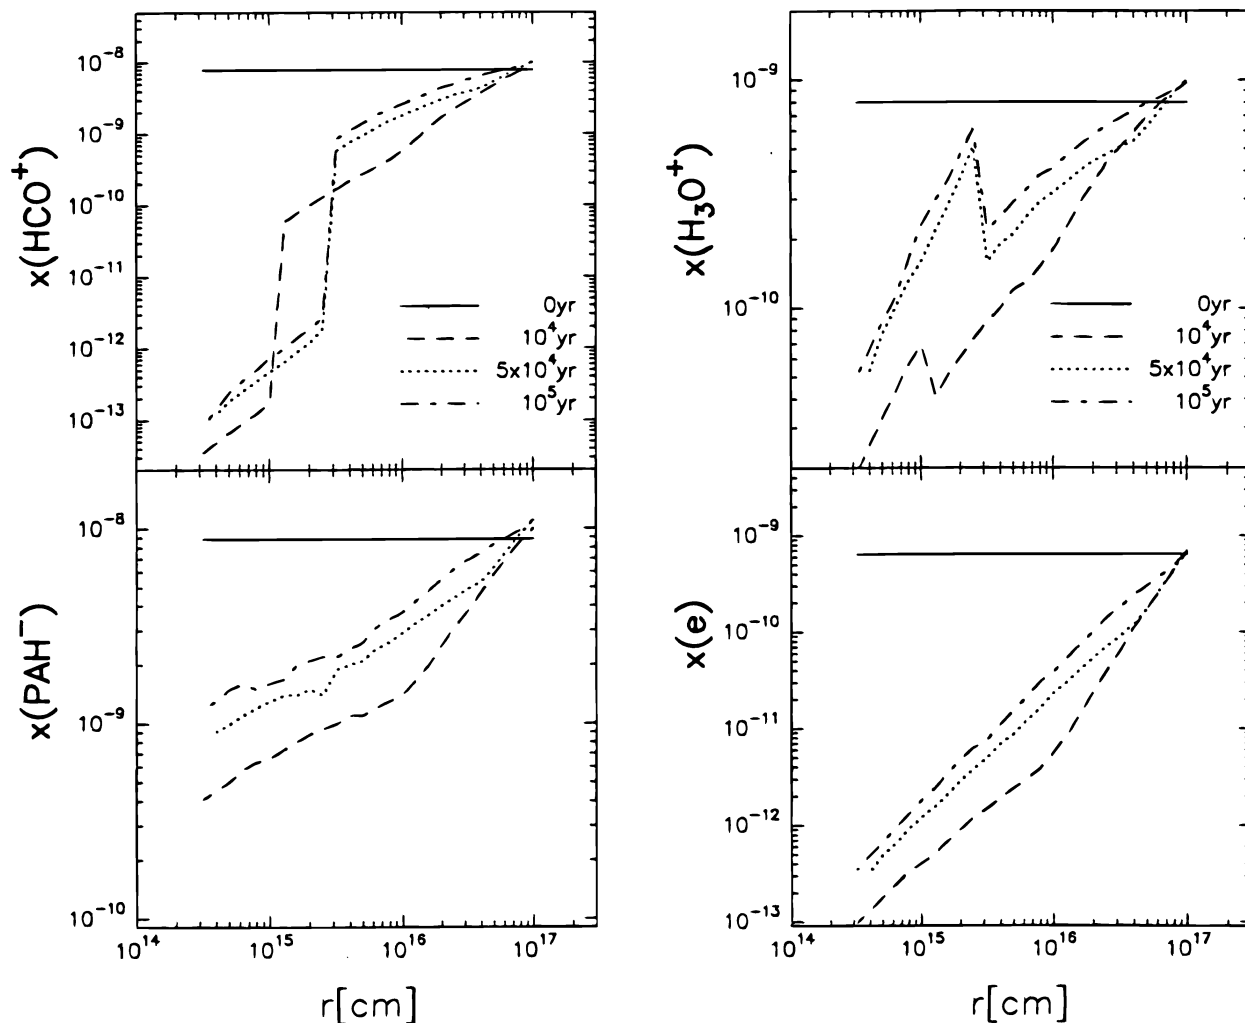 x(HCO⁺)
10⁻⁸
10⁻⁹
10⁻¹⁰
10⁻¹¹
10⁻¹²
10⁻¹³
0yr
10⁴yr
5x10⁴yr
10⁵yr
x(H₃O⁺)
10⁻⁹
10⁻¹⁰
0yr
10⁴yr
5x10⁴yr
10⁵yr
x(PAH⁻)
10⁻⁸
10⁻⁹
10⁻¹⁰
10¹⁴
10¹⁵
10¹⁶
10¹⁷
r[cm]
x(e)
10⁻⁹
10⁻¹⁰
10⁻¹¹
10⁻¹²
10⁻¹³
10¹⁴
10¹⁵
10¹⁶
10¹⁷
r[cm]